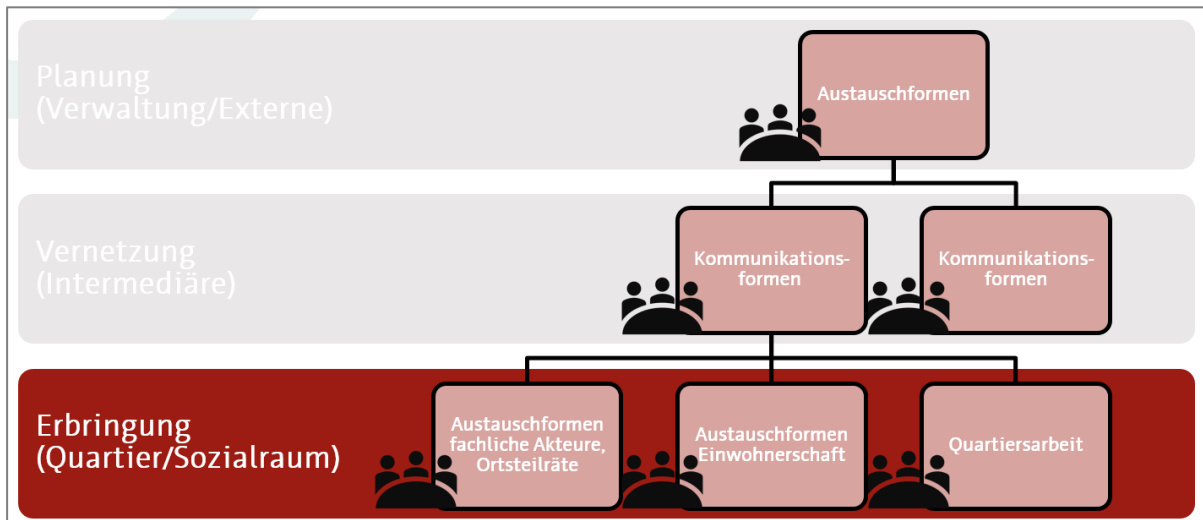 Planung
(Verwaltung/Externe)
Austauschformen
Vernetzung
(Intermediäre)
Kommunikations-
formen
Kommunikations-
formen
Erbringung
(Quartier/Sozialraum)
Austauschformen
fachliche Akteure,
Ortsteilräte
Austauschformen
Einwohnerschaft
Quartiersarbeit